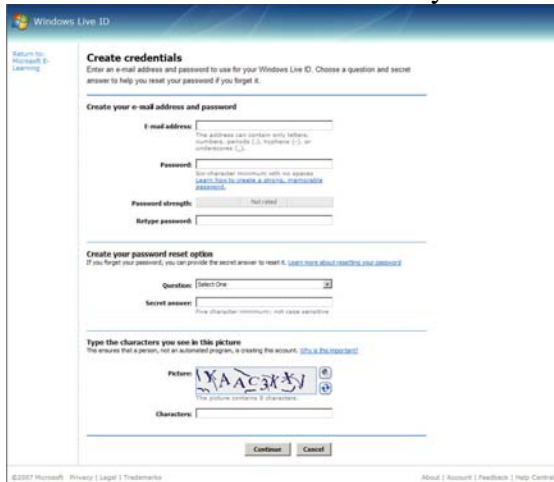 Windows Live ID
Return to:
Microsoft E-
Learning
Create credentials
Enter an e-mail address and password to use for your Windows Live ID. Choose a question and secret
answer to help you reset your password if you forget it.
Create your e-mail address and password
E-mail address:
The address can contain only letters,
numbers, periods (.), hyphens (-), or
underscores (_).
Password:
Six-character minimum with no spaces
Learn how to create a strong, memorable
password.
Password strength: Not rated
Retype password:
Create your password reset option
If you forget your password, you can provide the secret answer to reset it. Learn more about resetting your password
Question: Select One
Secret answer:
Five character minimum; not case sensitive
Type the characters you see in this picture
This ensures that a person, not an automated program, is creating this account. Why is this important?
Picture:
The picture contains 8 characters.
Characters:
Continue Cancel
©2007 Microsoft Privacy | Legal | Trademarks
About | Account | Feedback | Help Central